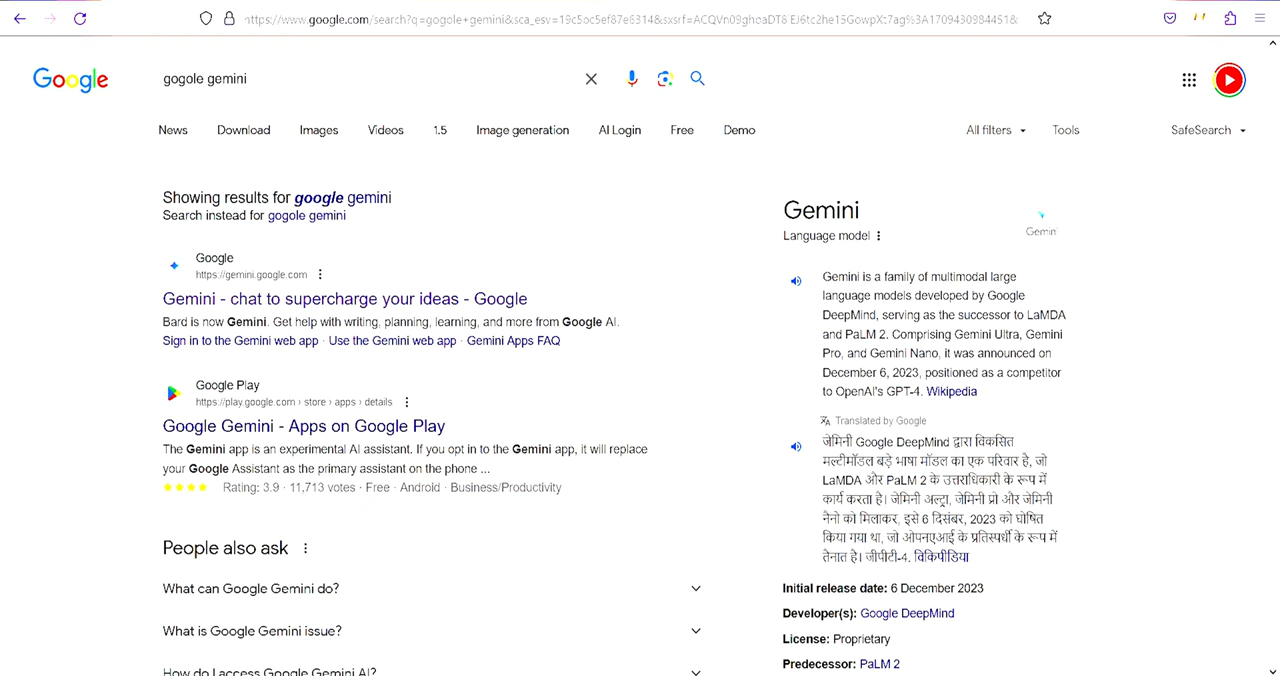 https://www.google.com/search?q=gogole+gemini&sca_esv=
Google
gogole gemini
News Download Images Videos 1.5 Image generation AI Login Free Demo All filters Tools SafeSearch
Showing results for google gemini
Search instead for gogole gemini
Google
https://gemini.google.com
Gemini - chat to supercharge your ideas - Google
Bard is now Gemini. Get help with writing, planning, learning, and more from Google AI.
Sign in to the Gemini web app · Use the Gemini web app · Gemini Apps FAQ
Google Play
https://play.google.com › store › apps › details
Google Gemini - Apps on Google Play
The Gemini app is an experimental AI assistant. If you opt in to the Gemini app, it will replace
your Google Assistant as the primary assistant on the phone ...
Rating: 3.9 · 11,713 votes · Free · Android · Business/Productivity
People also ask
What can Google Gemini do?
What is Google Gemini issue?
How do I access Google Gemini AI?
Gemini
Language model
Gemini
Gemini is a family of multimodal large
language models developed by Google
DeepMind, serving as the successor to LaMDA
and PaLM 2. Comprising Gemini Ultra, Gemini
Pro, and Gemini Nano, it was announced on
December 6, 2023, positioned as a competitor
to OpenAI's GPT-4. Wikipedia
Translated by Google
जेमिनी Google DeepMind द्वारा विकसित
मल्टीमॉडल बड़े भाषा मॉडल का एक परिवार है, जो
LaMDA और PaLM 2 के उत्तराधिकारी के रूप में
कार्य करता है। जेमिनी अल्ट्रा, जेमिनी प्रो और जेमिनी
नैनो को मिलाकर, इसे 6 दिसंबर, 2023 को घोषित
किया गया था, जो ओपनएआई के प्रतिस्पर्धी के रूप में
तैनात है। जीपीटी-4. विकिपीडिया
Initial release date: 6 December 2023
Developer(s): Google DeepMind
License: Proprietary
Predecessor: PaLM 2